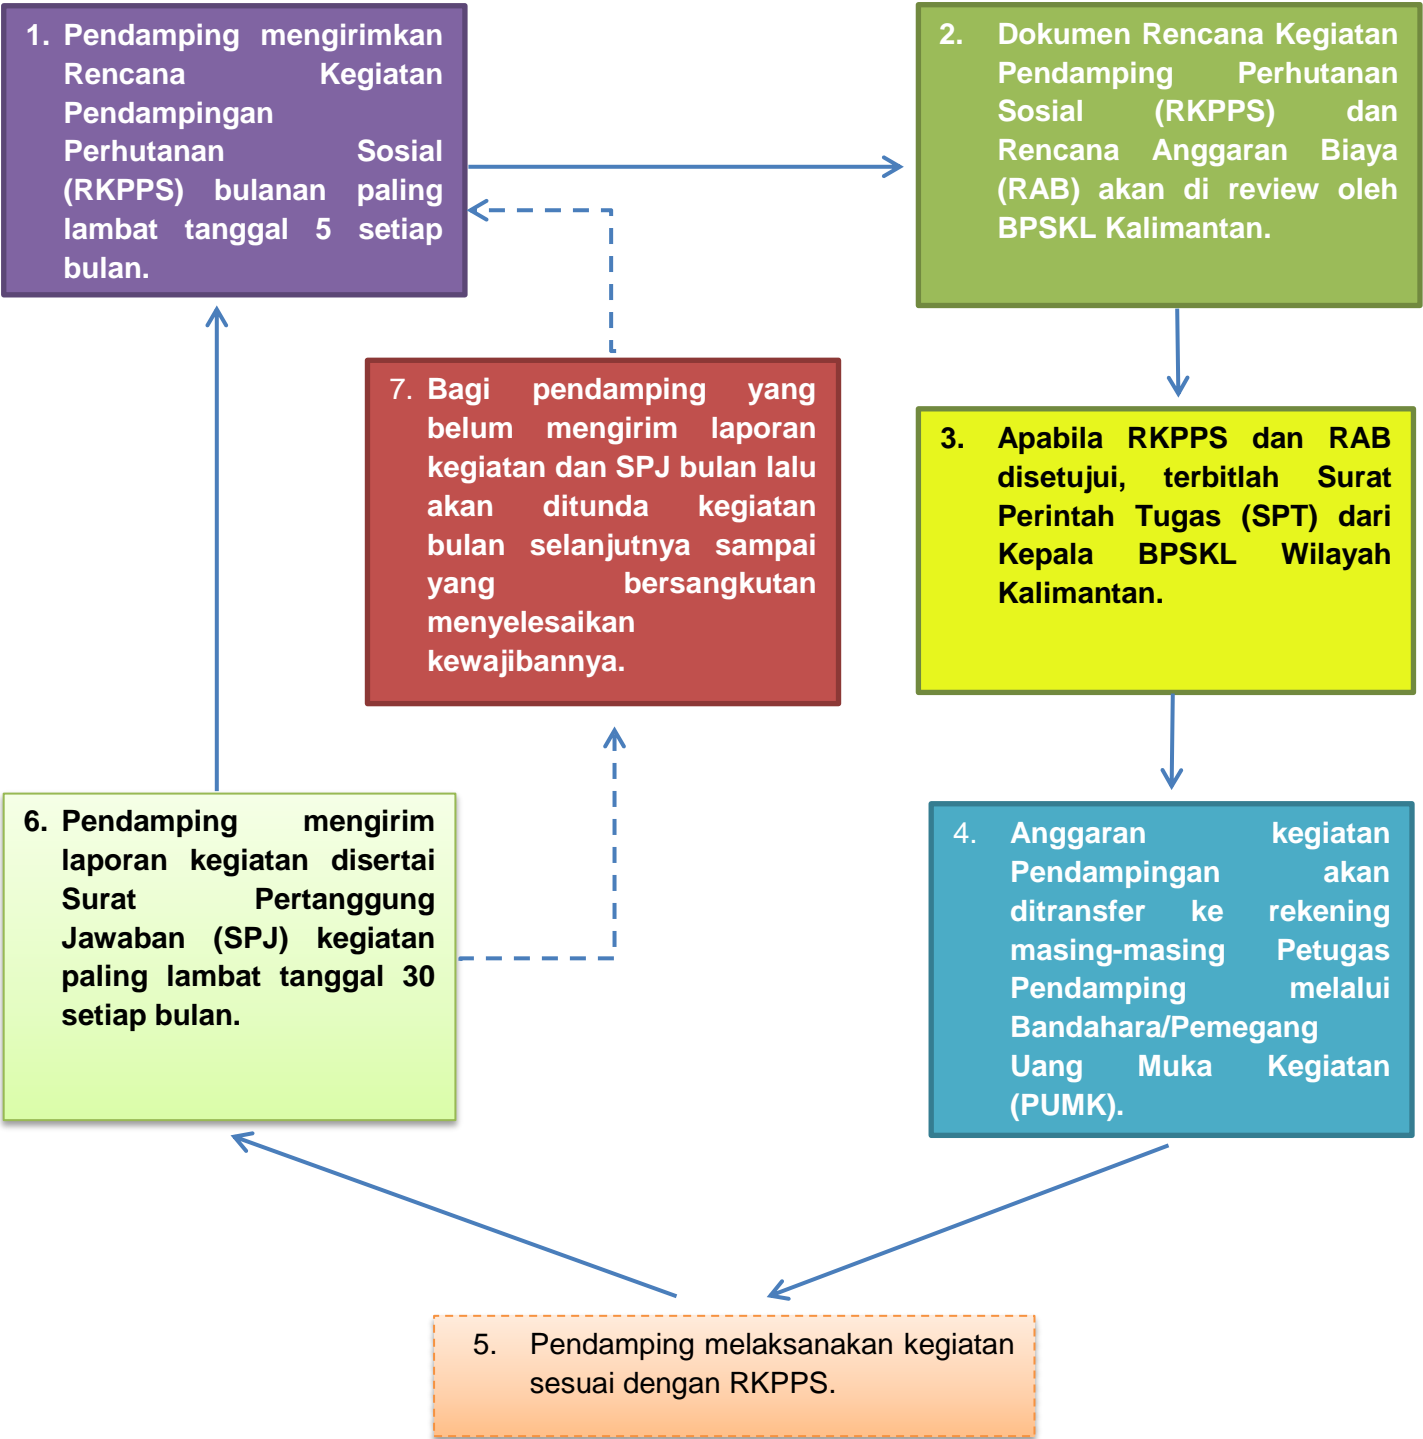 1. Pendamping mengirimkan
Rencana Kegiatan
Pendampingan
Perhutanan Sosial
(RKPPS) bulanan paling
lambat tanggal 5 setiap
bulan.
2. Dokumen Rencana Kegiatan
Pendamping Perhutanan
Sosial (RKPPS) dan
Rencana Anggaran Biaya
(RAB) akan di review oleh
BPSKL Kalimantan.
7. Bagi pendamping yang
belum mengirim laporan
kegiatan dan SPJ bulan lalu
akan ditunda kegiatan
bulan selanjutnya sampai
yang bersangkutan
menyelesaikan
kewajibannya.
3. Apabila RKPPS dan RAB
disetujui, terbitlah Surat
Perintah Tugas (SPT) dari
Kepala BPSKL Wilayah
Kalimantan.
6. Pendamping mengirim
laporan kegiatan disertai
Surat Pertanggung
Jawaban (SPJ) kegiatan
paling lambat tanggal 30
setiap bulan.
4. Anggaran kegiatan
Pendampingan akan
ditransfer ke rekening
masing-masing Petugas
Pendamping melalui
Bandahara/Pemegang
Uang Muka Kegiatan
(PUMK).
5. Pendamping melaksanakan kegiatan
sesuai dengan RKPPS.